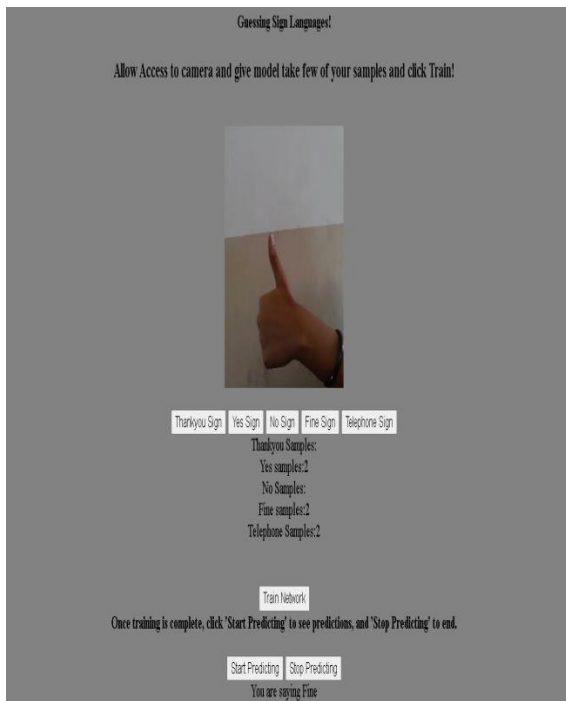 Guessing Sign Languages!
Allow Access to camera and give model take few of your samples and click Train!
Thankyou Sign Yes Sign No Sign Fine Sign Telephone Sign
Thankyou Samples:
Yes samples:2
No Samples:
Fine samples:2
Telephone Samples:2
Train Network
Once training is complete, click 'Start Predicting' to see predictions, and 'Stop Predicting' to end.
Start Predicting Stop Predicting
You are saying Fine